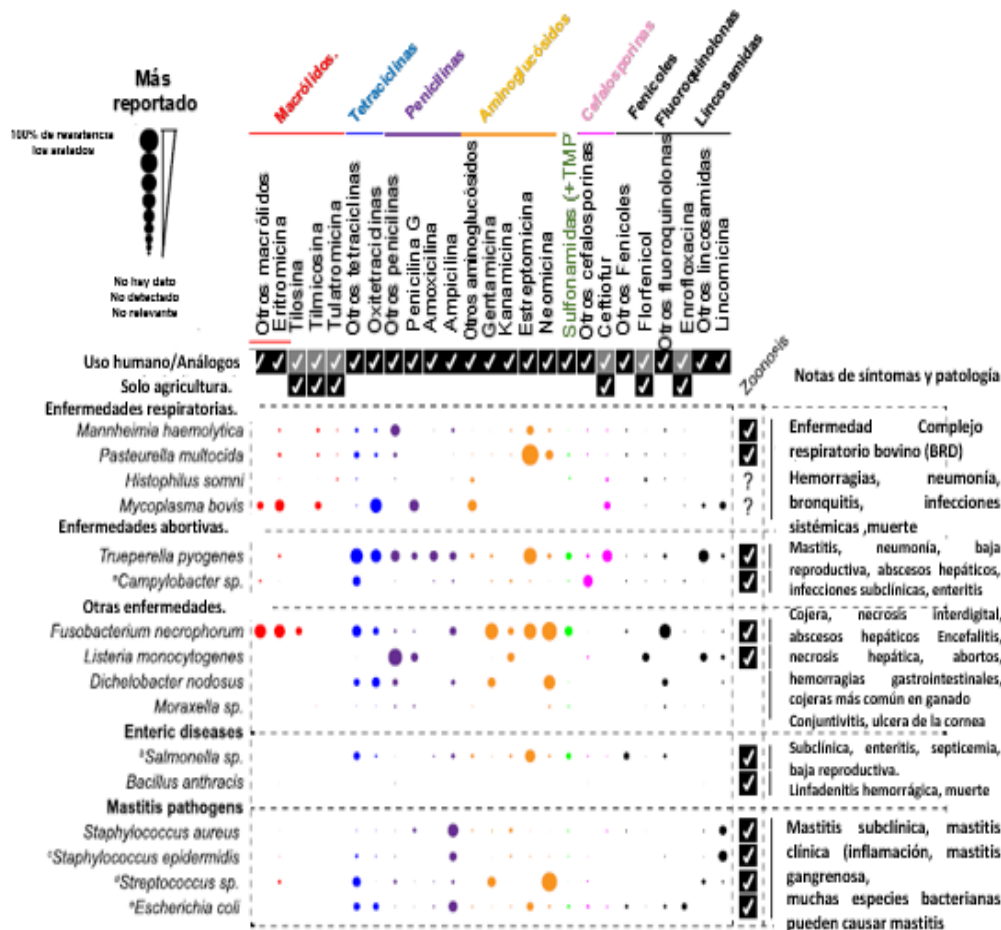 Macrólidos.
Tetraciclinas
Penicilinas
Aminoglucósidos
Cafalosporinas
Fenicoles
Fluoroquinolonas
Lincosamidas
Más
reportado
100% de resistencia
los aislados
No hay dato
No detectado
No relevante
Otros macrólidos
Eritromicina
Tilosina
Tilmicosina
Tulatromicina
Otros tetraciclinas
Oxitetraciclinas
Otros penicilinas
Penicilina G
Amoxicilina
Ampicilina
Otros aminoglucósidos
Gentamicina
Kanamicina
Estreptomicina
Neomicina
Sulfonamidas (+TMP
Otros cefalosporinas
Ceftiofur
Otros Fenicoles
Florfenicol
Otros fluoroquinolonas
Enrofloxacina
Otros lincosamidas
Lincomicina
Uso humano/Análogos
Solo agricultura.
Zoonosis
Notas de síntomas y patología
Enfermedades respiratorias.
Mannheimia haemolytica
Pasteurella multocida
Histophilus somni ?
Mycoplasma bovis ?
Enfermedad Complejo
respiratorio bovino (BRD)
Hemorragias, neumonía,
bronquitis, infecciones
sistémicas ,muerte
Enfermedades abortivas.
Trueperella pyogenes
ᵃCampylobacter sp.
Mastitis, neumonía, baja
reproductiva, abscesos hepáticos,
infecciones subclínicas, enteritis
Otras enfermedades.
Fusobacterium necrophorum
Listeria monocytogenes
Dichelobacter nodosus
Moraxella sp.
Cojera, necrosis interdigital,
abscesos hepáticos Encefalitis,
necrosis hepática, abortos,
hemorragias gastrointestinales,
cojeras más común en ganado
Conjuntivitis, ulcera de la cornea
Enteric diseases
ᵇSalmonella sp.
Bacillus anthracis
Subclínica, enteritis, septicemia,
baja reproductiva.
Linfadenitis hemorrágica, muerte
Mastitis pathogens
Staphylococcus aureus
ᶜStaphylococcus epidermidis
ᵈStreptococcus sp.
ᵉEscherichia coli
Mastitis subclínica, mastitis
clínica (inflamación, mastitis
gangrenosa,
muchas especies bacterianas
pueden causar mastitis